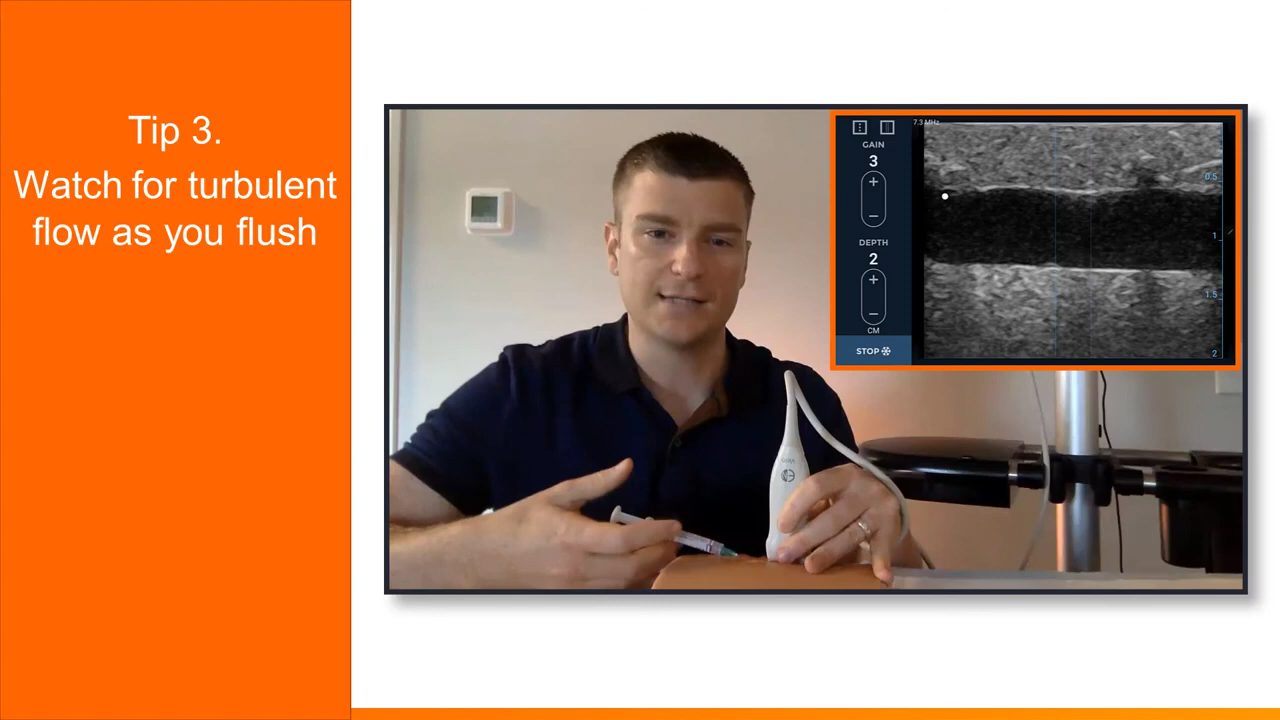 Tip 3.
Watch for turbulent
flow as you flush
7.3 MHz
GAIN
3
+
−
DEPTH
2
+
−
CM
STOP
0.5
1
1.5
2